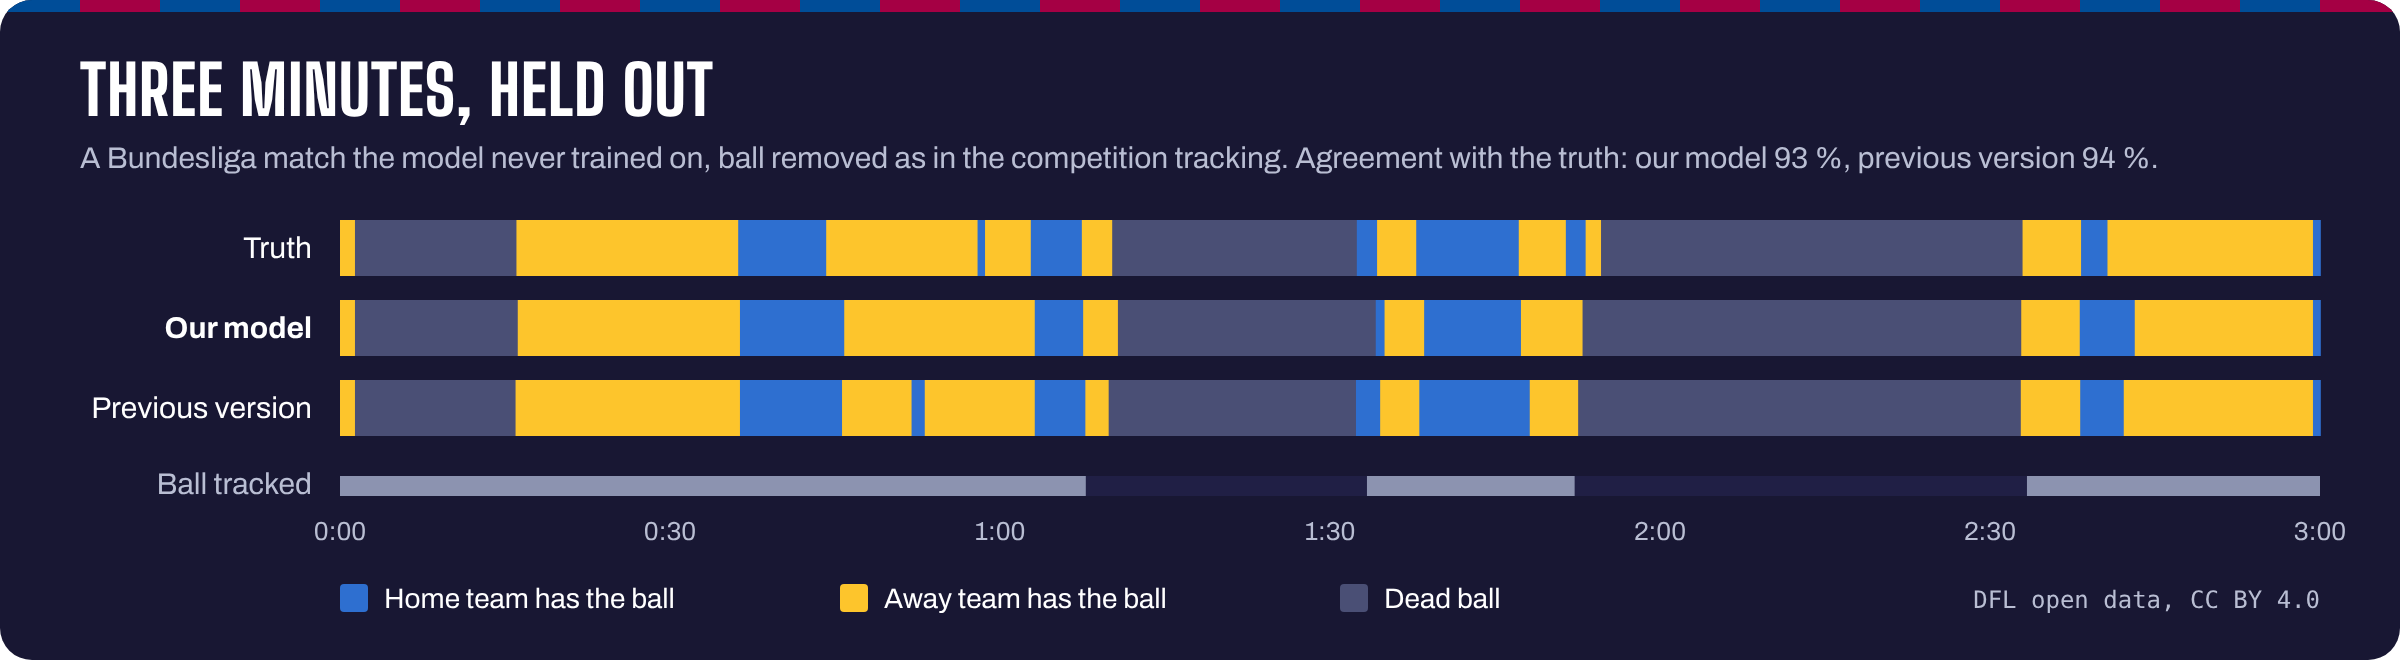 THREE MINUTES, HELD OUT
A Bundesliga match the model never trained on, ball removed as in the competition tracking. Agreement with the truth: our model 93 %, previous version 94 %.
Truth
Our model
Previous version
Ball tracked
0:00 0:30 1:00 1:30 2:00 2:30 3:00
Home team has the ball Away team has the ball Dead ball DFL open data, CC BY 4.0